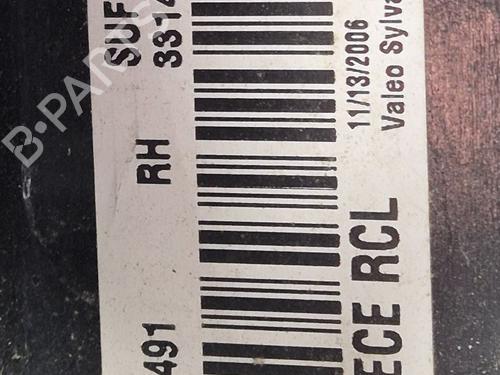 SUF
3314
491 RH
11/13/2006
Valeo Sylva
ECE RCL
B-PARTS